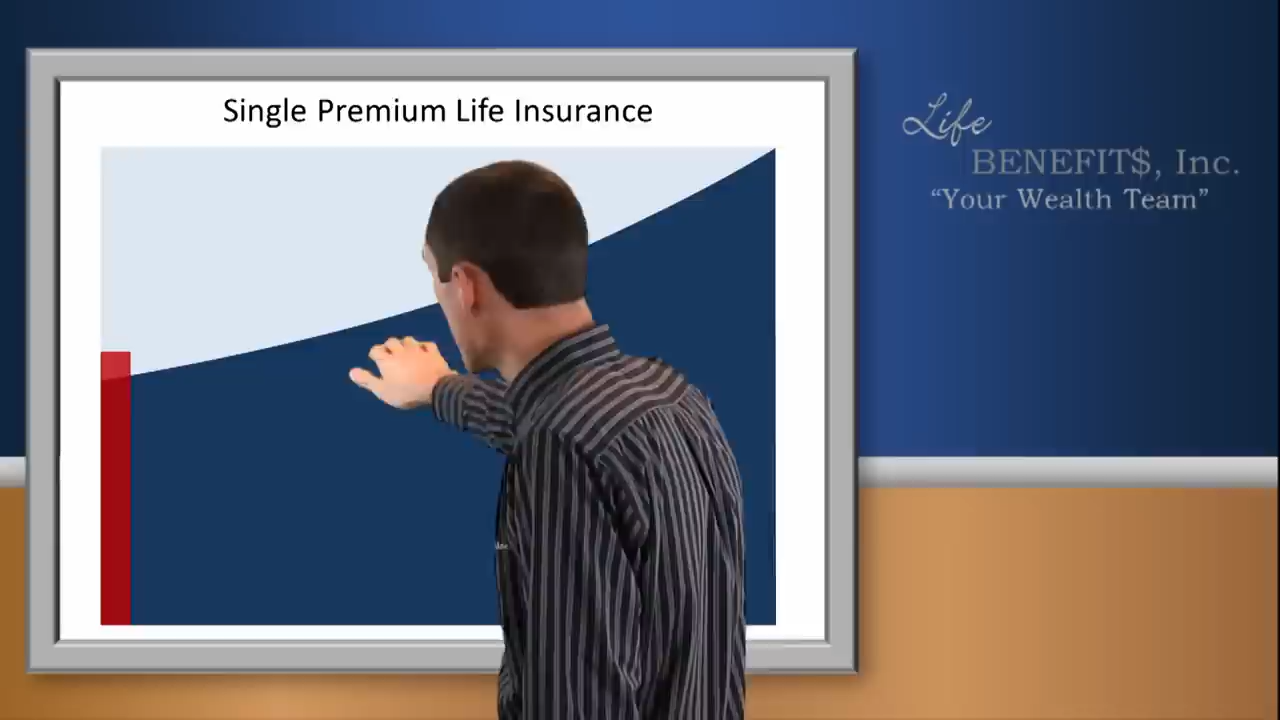 Single Premium Life Insurance
Life
BENEFIT$, Inc.
“Your Wealth Team”